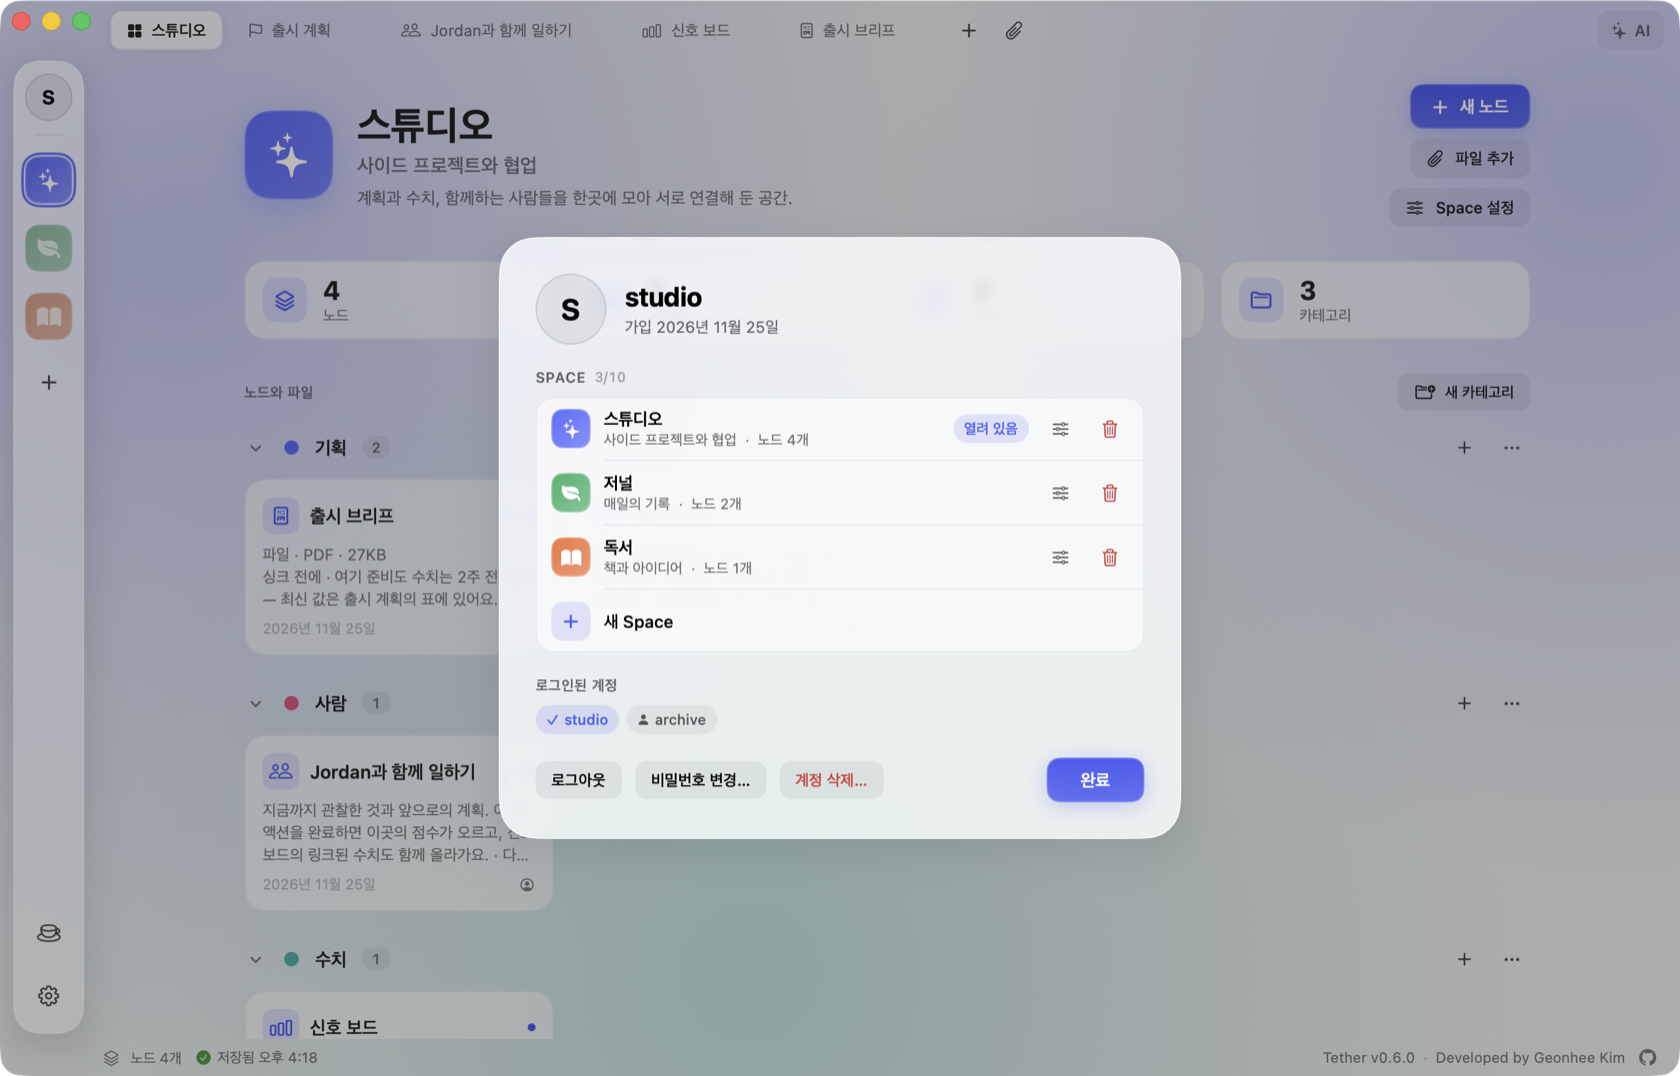 스튜디오
출시 계획
Jordan과 함께 일하기
신호 보드
출시 브리프
AI
S
스튜디오
사이드 프로젝트와 협업
계획과 수치, 함께하는 사람들을 한곳에 모아 서로 연결해 둔 공간.
새 노드
파일 추가
Space 설정
4
노드
3
카테고리
노드와 파일
새 카테고리
기획 2
출시 브리프
파일 · PDF · 27KB
싱크 전에 · 여기 준비도 수치는 2주 전
— 최신 값은 출시 계획의 표에 있어요.
2026년 11월 25일
사람 1
Jordan과 함께 일하기
지금까지 관찰한 것과 앞으로의 계획.
액션을 완료하면 이곳의 점수가 오르고,
보드의 링크된 수치도 함께 올라가요. · 다...
2026년 11월 25일
수치 1
신호 보드
S
studio
가입 2026년 11월 25일
SPACE 3/10
스튜디오
사이드 프로젝트와 협업 · 노드 4개
열려 있음
저널
매일의 기록 · 노드 2개
독서
책과 아이디어 · 노드 1개
새 Space
로그인된 계정
studio
archive
로그아웃
비밀번호 변경...
계정 삭제...
완료
노드 4개
저장됨 오후 4:18
Tether v0.6.0 · Developed by Geonhee Kim